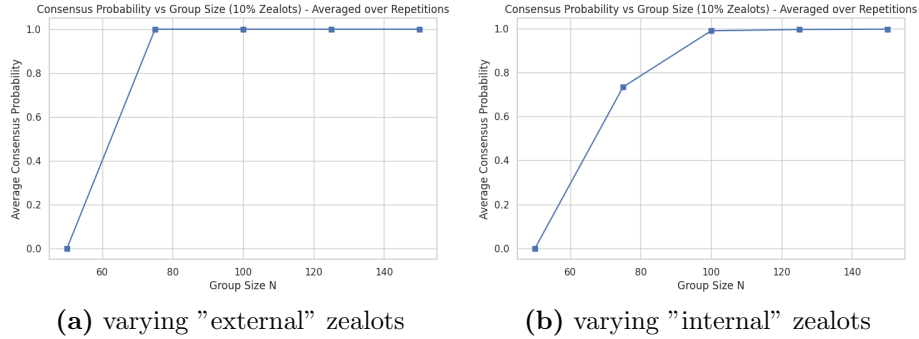 Consensus Probability vs Group Size (10% Zealots) - Averaged over Repetitions
Average Consensus Probability
1.0
0.8
0.6
0.4
0.2
0.0
60 80 100 120 140
Group Size N
(a) varying ”external” zealots
Consensus Probability vs Group Size (10% Zealots) - Averaged over Repetitions
Average Consensus Probability
1.0
0.8
0.6
0.4
0.2
0.0
60 80 100 120 140
Group Size N
(b) varying ”internal” zealots